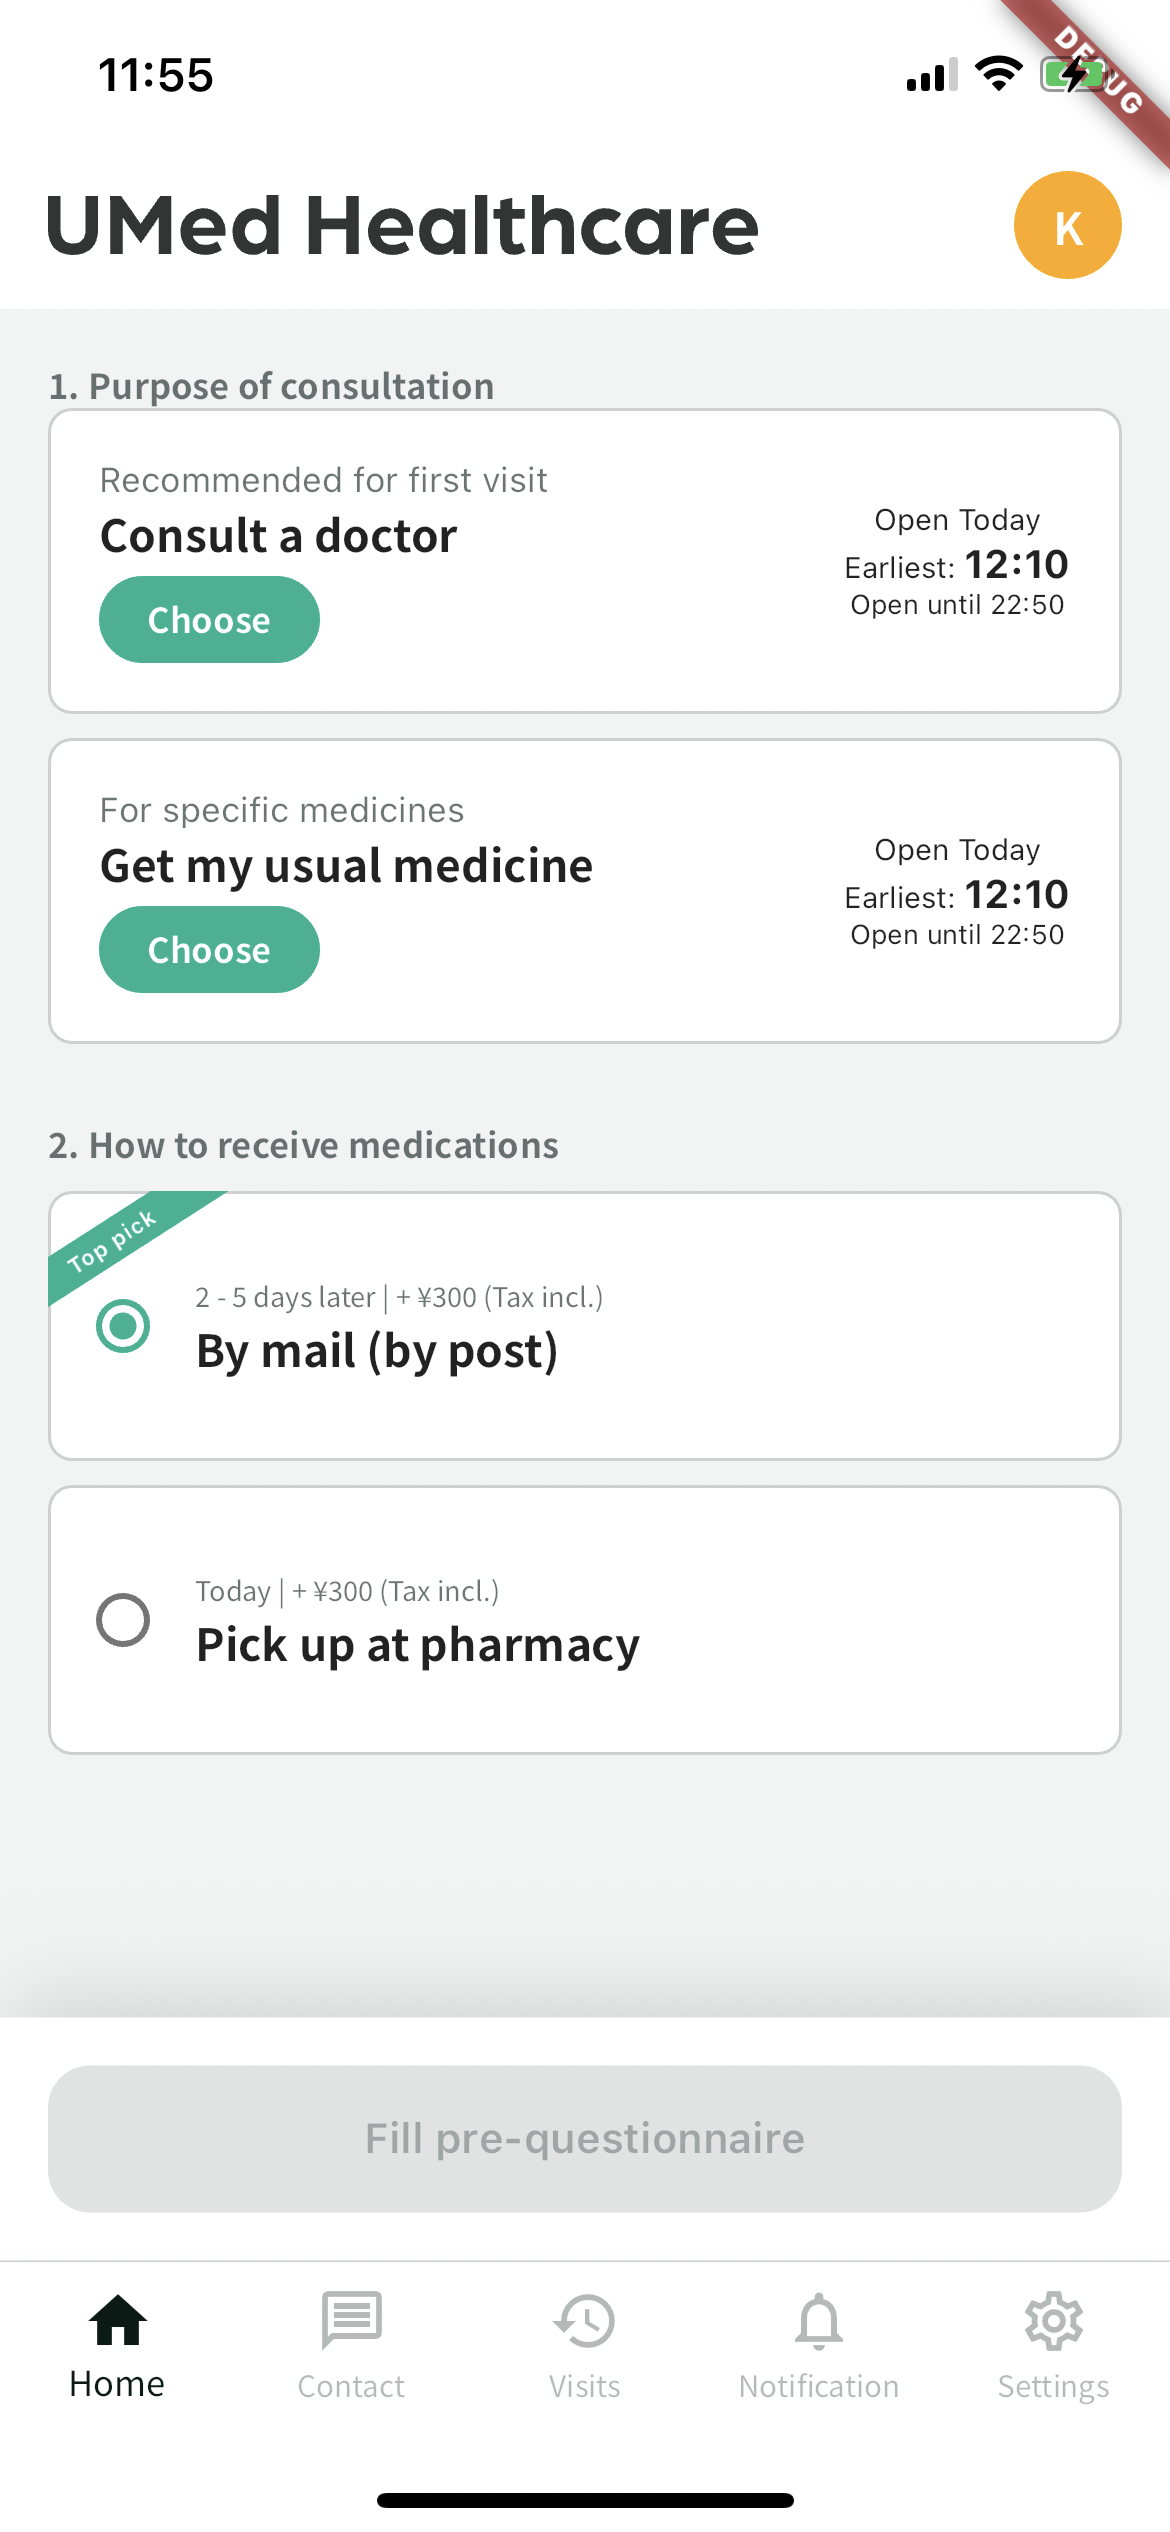 11:55
DEBUG
UMed Healthcare
K
1. Purpose of consultation
Recommended for first visit
Consult a doctor
Choose
Open Today
Earliest: 12:10
Open until 22:50
For specific medicines
Get my usual medicine
Choose
Open Today
Earliest: 12:10
Open until 22:50
2. How to receive medications
Top pick
2 - 5 days later | + ¥300 (Tax incl.)
By mail (by post)
Today | + ¥300 (Tax incl.)
Pick up at pharmacy
Fill pre-questionnaire
Home
Contact
Visits
Notification
Settings